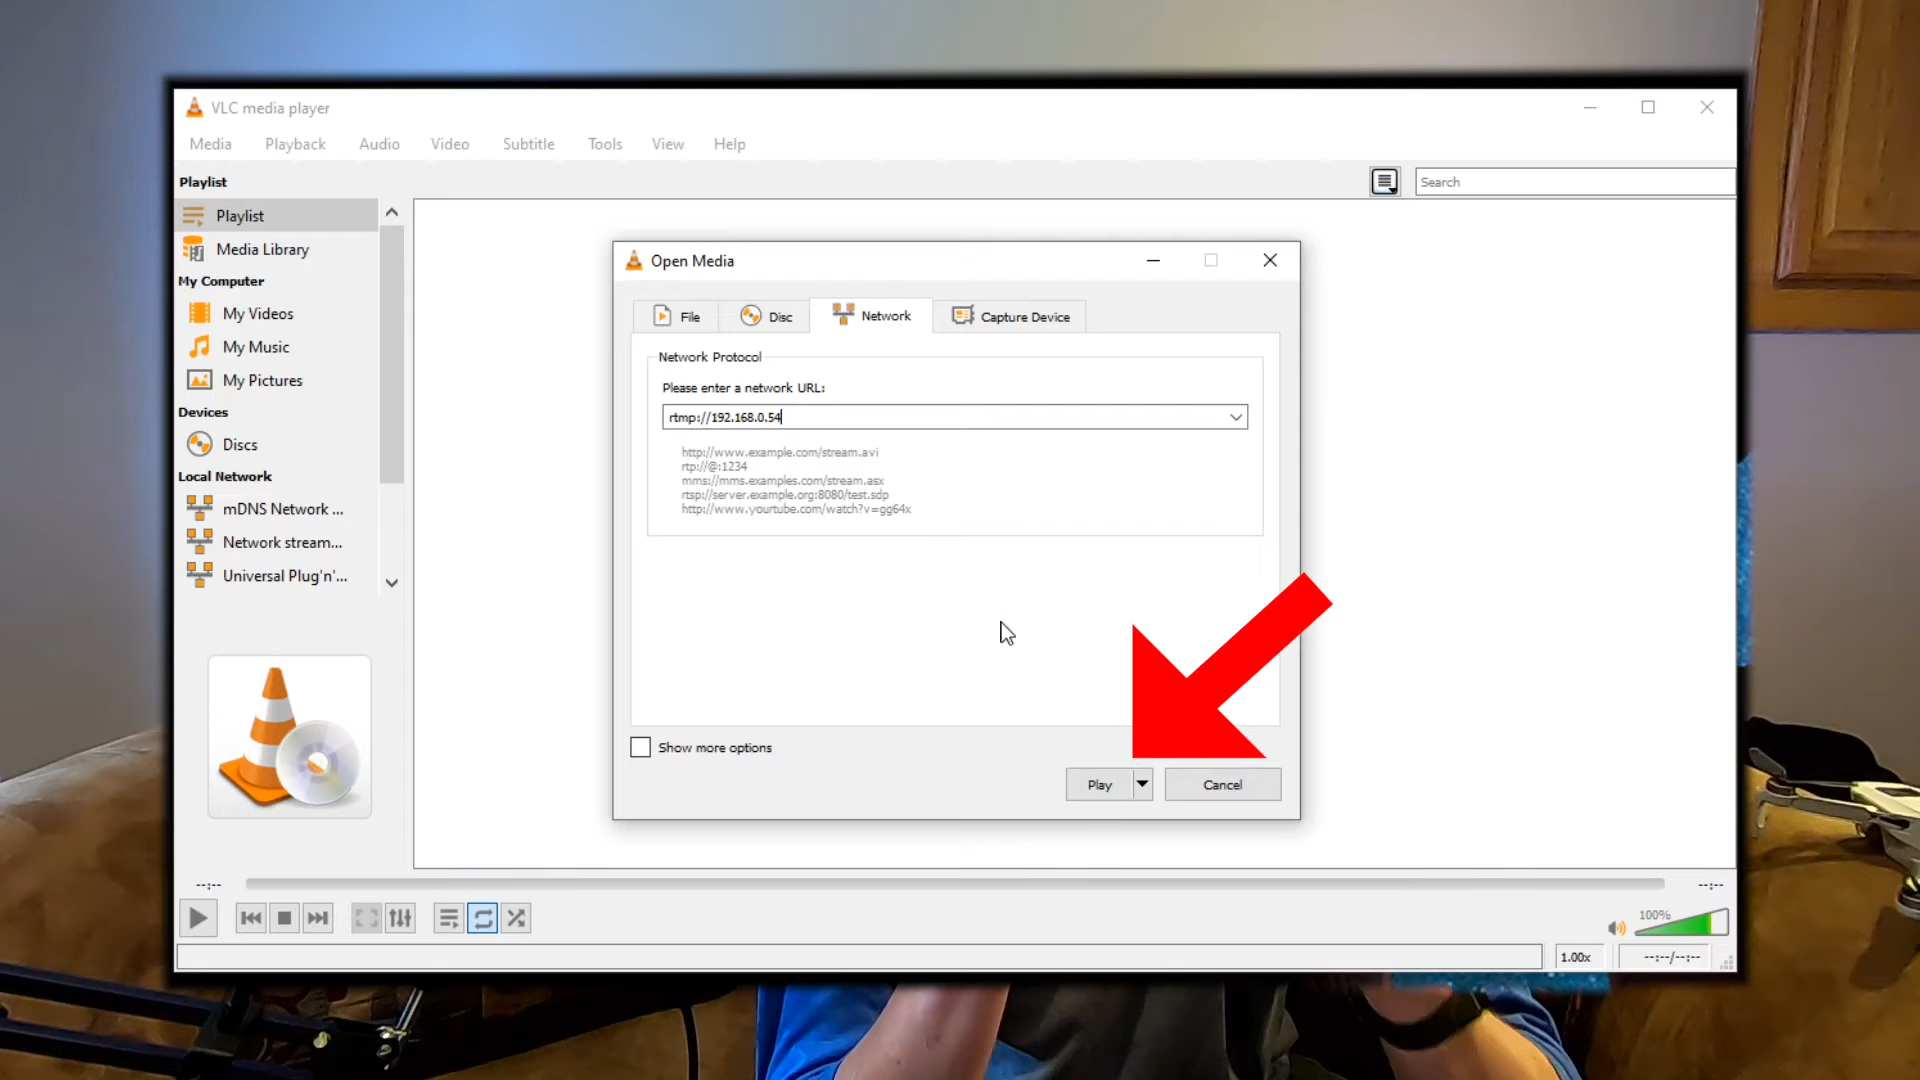 VLC media player
Media Playback Audio Video Subtitle Tools View Help
Playlist
Search
Playlist
Media Library
My Computer
My Videos
My Music
My Pictures
Devices
Discs
Local Network
mDNS Network ...
Network stream...
Universal Plug'n'...
Open Media
File Disc Network Capture Device
Network Protocol
Please enter a network URL:
rtmp://192.168.0.54
http://www.example.com/stream.avi
rtp://@:1234
mms://mms.examples.com/stream.asx
rtsp://server.example.org:8080/test.sdp
http://www.youtube.com/watch?v=gg64x
Show more options
Play Cancel
--:-- --:--
100%
1.00x --:--/--:--